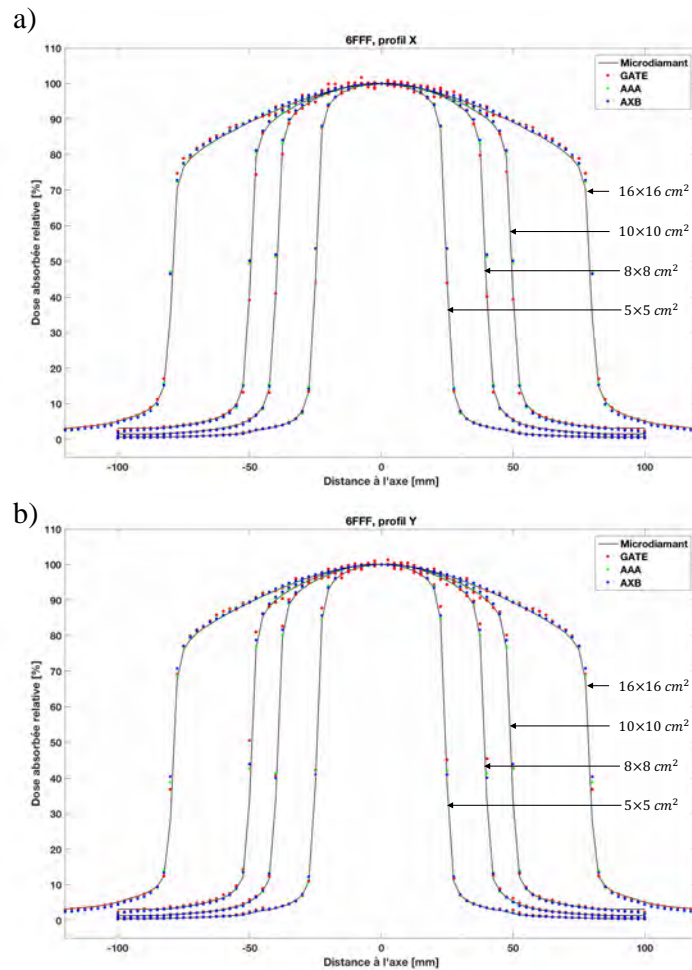 a)
6FFF, profil X
110
100
90
80
70
60
50
40
30
20
10
0
Dose absorbée relative [%]
-100
-50
0
50
100
Distance à l'axe [mm]
Microdiamant
GATE
AAA
AXB
16×16 cm²
10×10 cm²
8×8 cm²
5×5 cm²
b)
6FFF, profil Y
110
100
90
80
70
60
50
40
30
20
10
0
Dose absorbée relative [%]
-100
-50
0
50
100
Distance à l'axe [mm]
Microdiamant
GATE
AAA
AXB
16×16 cm²
10×10 cm²
8×8 cm²
5×5 cm²